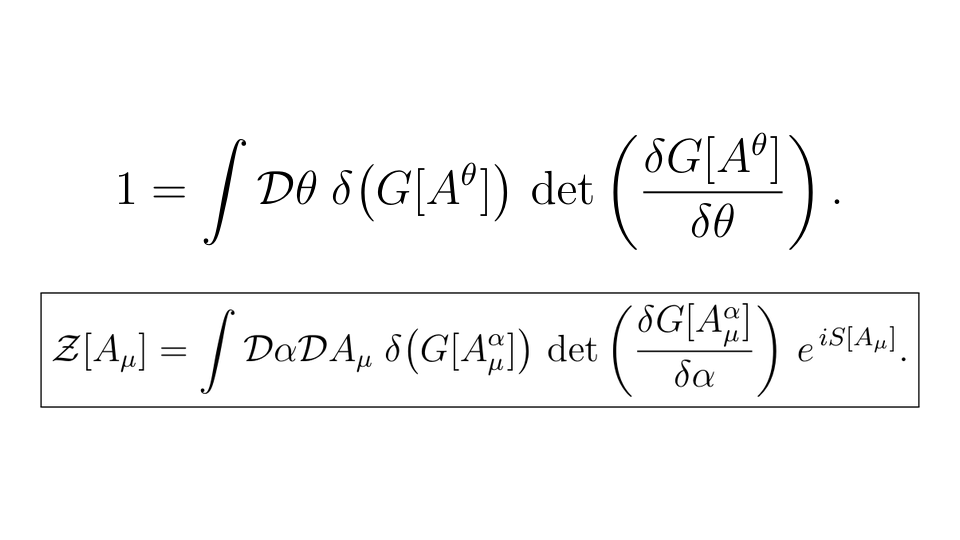 1 = ∫ 𝒟θ δ(G[A^θ]) det (δG[A^θ] / δθ) .
𝒵[A_μ] = ∫ 𝒟α𝒟A_μ δ(G[A_μ^α]) det (δG[A_μ^α] / δα) e^{iS[A_μ]}.